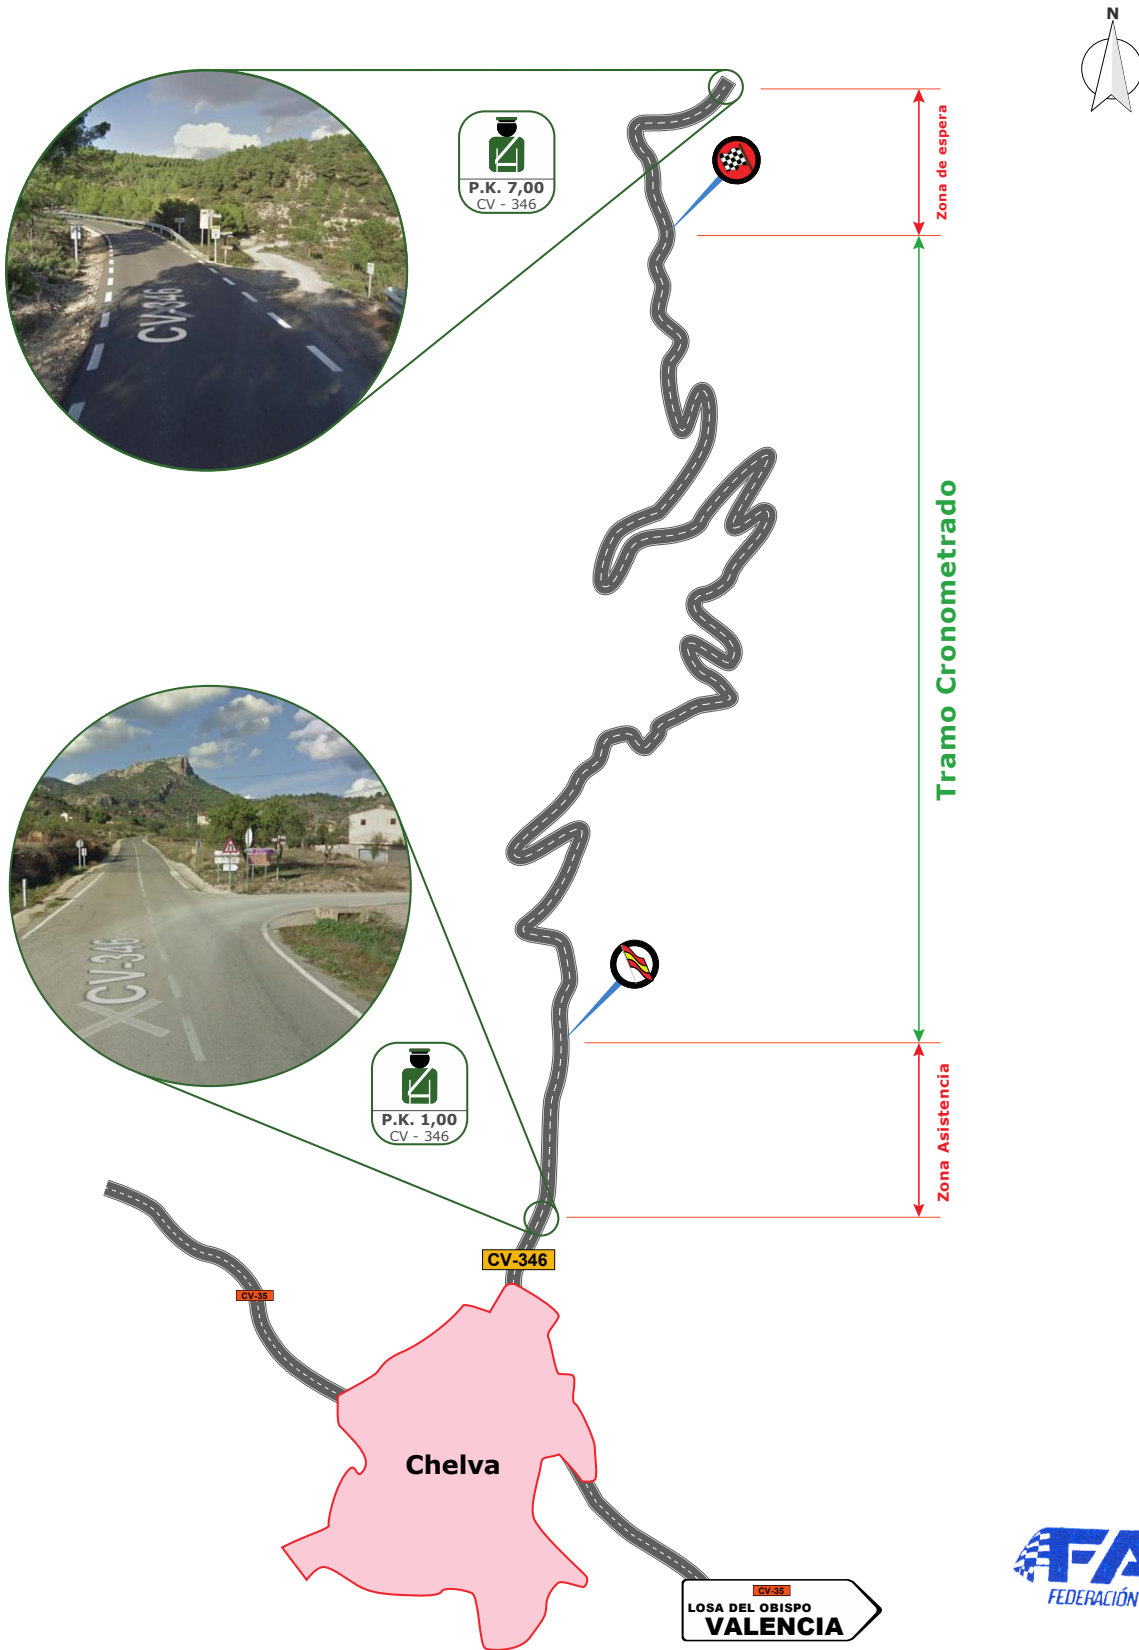 N
Zona de espera
P.K. 7,00
CV - 346
CV-346
Tramo Cronometrado
CV-346
P.K. 1,00
CV - 346
Zona Asistencia
CV-346
CV-35
Chelva
CV-35
LOSA DEL OBISPO
VALENCIA
FA
FEDERACIÓN